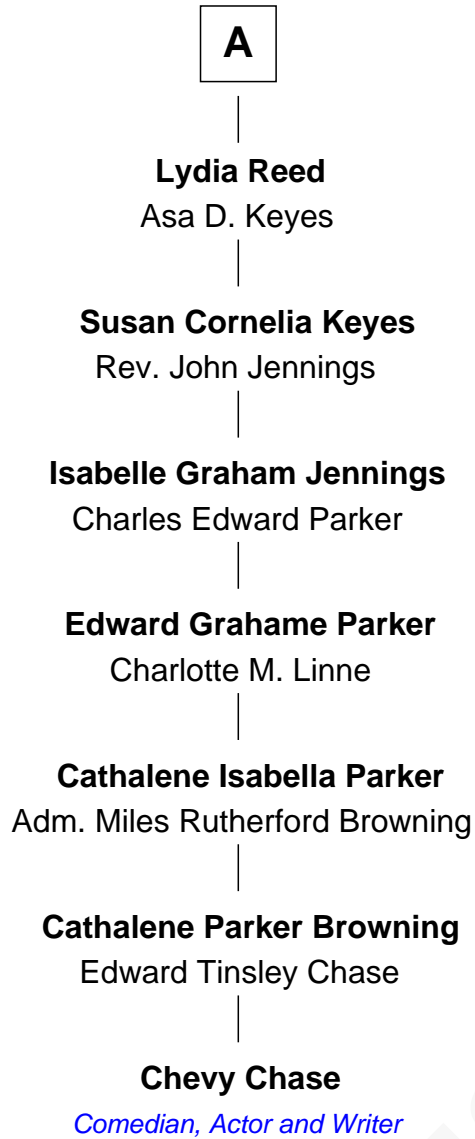 A
Lydia Reed
Asa D. Keyes
Susan Cornelia Keyes
Rev. John Jennings
Isabelle Graham Jennings
Charles Edward Parker
Edward Grahame Parker
Charlotte M. Linne
Cathalene Isabella Parker
Adm. Miles Rutherford Browning
Cathalene Parker Browning
Edward Tinsley Chase
Chevy Chase
Comedian, Actor and Writer